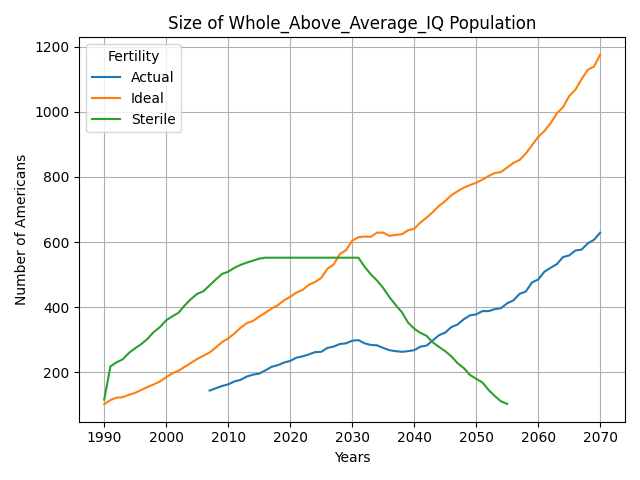 Size of Whole_Above_Average_IQ Population
Number of Americans
1200
1000
800
600
400
200
Fertility
Actual
Ideal
Sterile
1990 2000 2010 2020 2030 2040 2050 2060 2070
Years